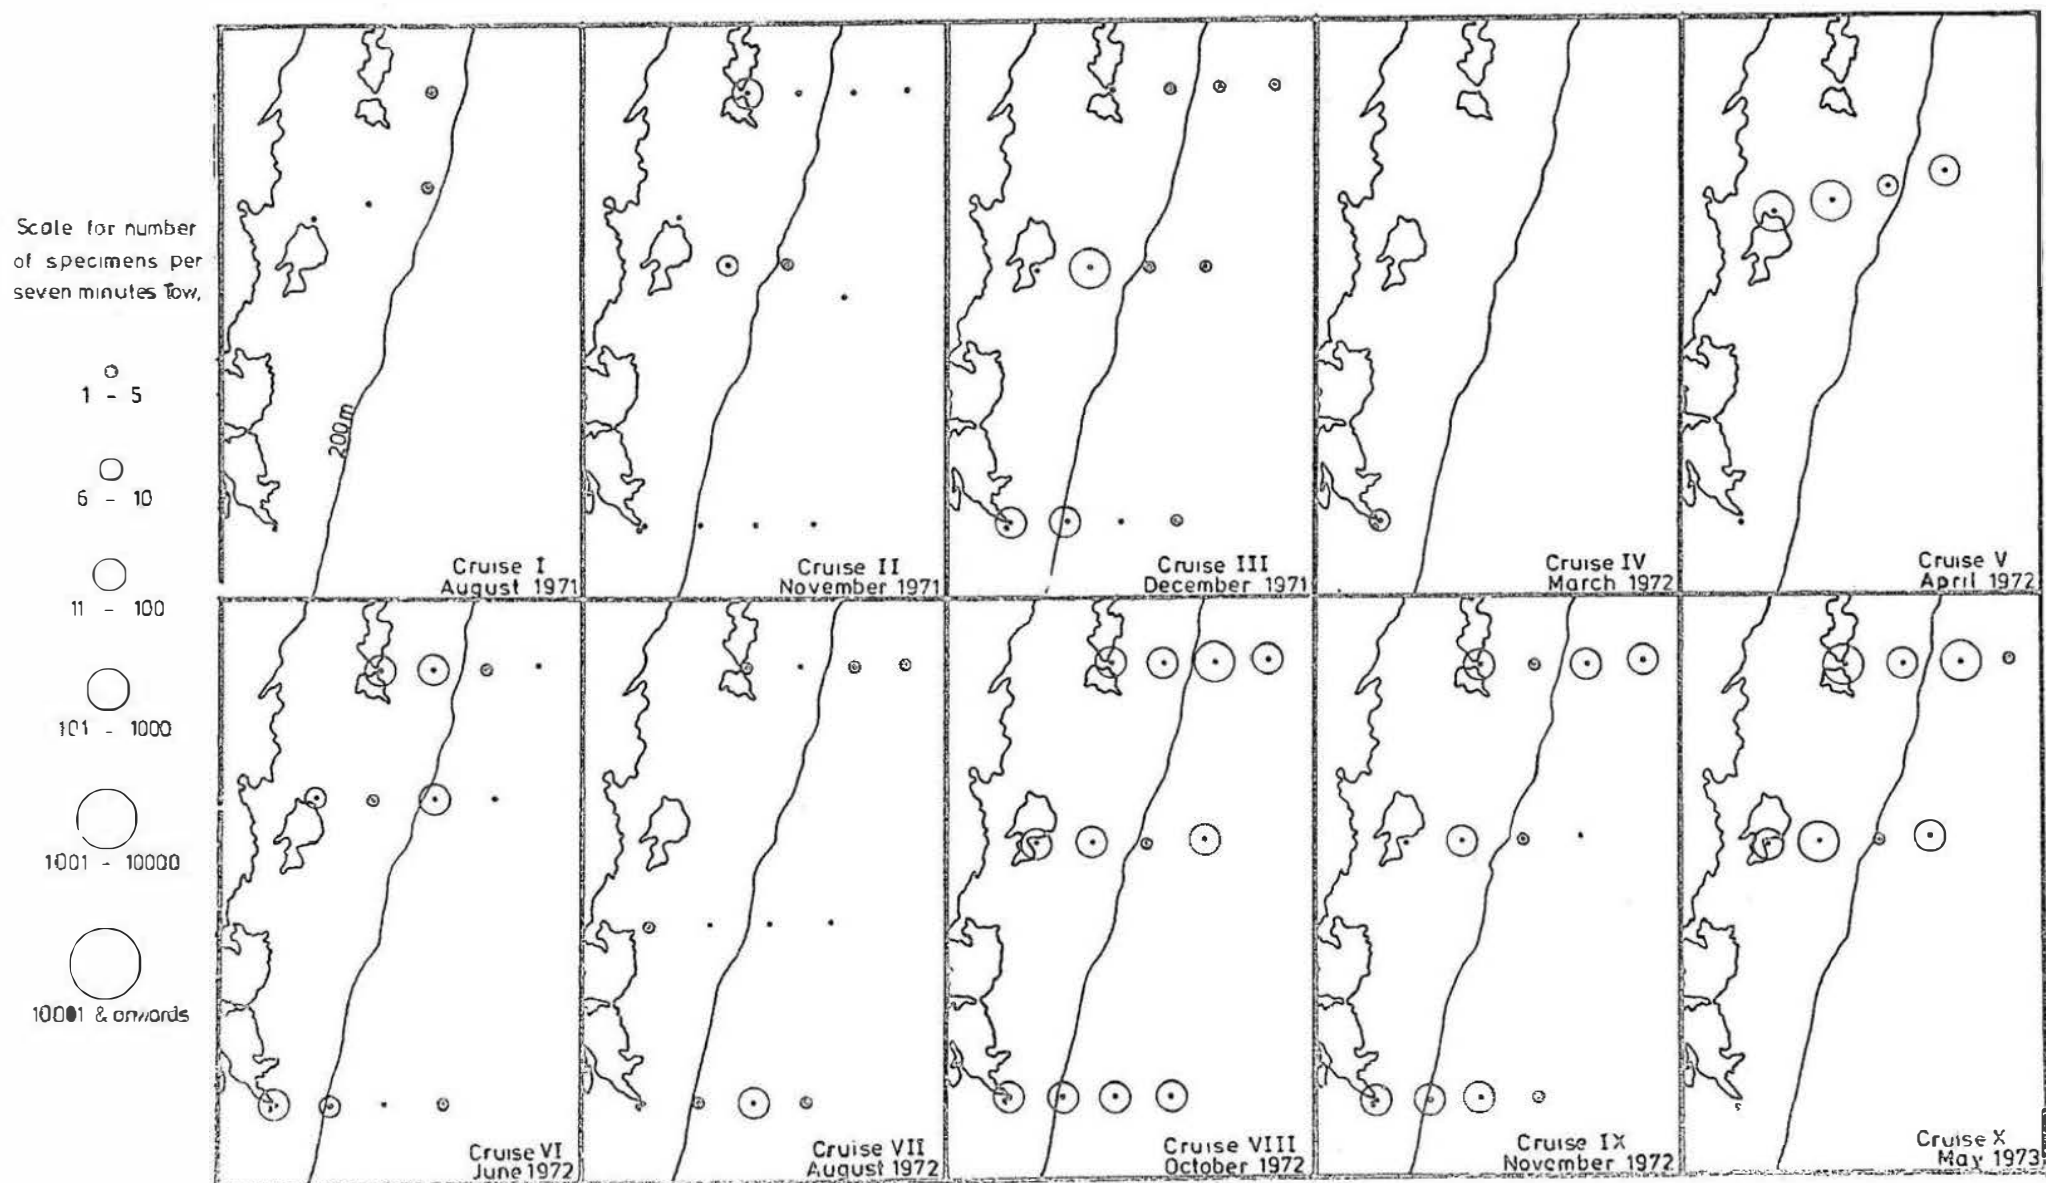 Scale for number
of specimens per
seven minutes Tow,
1 - 5
6 - 10
11 - 100
101 - 1000
1001 - 10000
10001 & onwards
200m
Cruise I
August 1971
Cruise II
November 1971
Cruise III
December 1971
Cruise IV
March 1972
Cruise V
April 1972
Cruise VI
June 1972
Cruise VII
August 1972
Cruise VIII
October 1972
Cruise IX
November 1972
Cruise X
May 1973